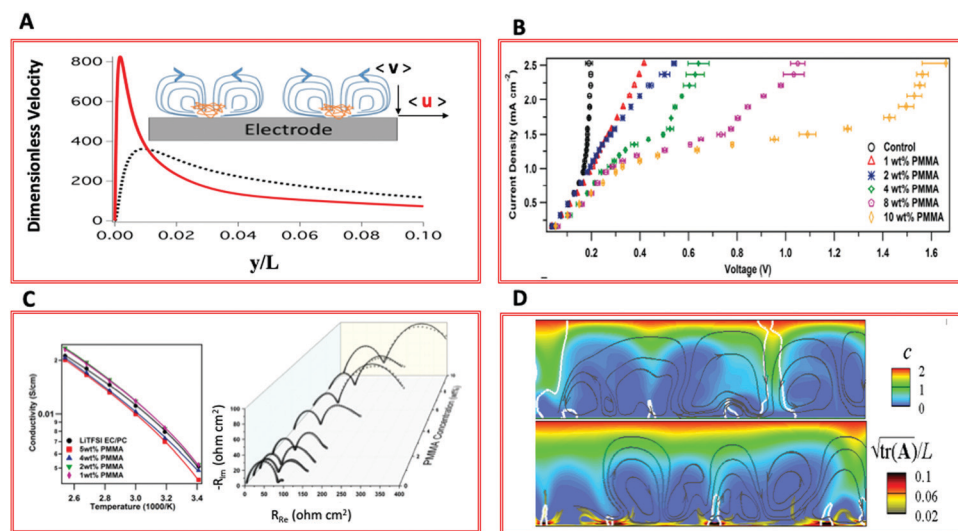 A
Dimensionless Velocity
800
600
400
200
0
0.00 0.02 0.04 0.06 0.08 0.10
y/L
< v >
< u >
Electrode
B
Current Density (mA cm⁻²)
2.5
2.0
1.5
1.0
0.5
0.2 0.4 0.6 0.8 1.0 1.2 1.4 1.6
Voltage (V)
Control
1 wt% PMMA
2 wt% PMMA
4 wt% PMMA
8 wt% PMMA
10 wt% PMMA
C
Conductivity (S/cm)
0.01
2.6 2.8 3.0 3.2 3.4
Temperature (1000/K)
LiTFSI EC/PC
5wt% PMMA
4wt% PMMA
2wt% PMMA
1wt% PMMA
-R_Im (ohm cm²)
100
80
60
40
20
0
0 50 100 150 200 250 300 350 400
R_Re (ohm cm²)
PMMA Concentration (wt%)
D
c
2
1
0
√tr(A)/L
0.1
0.06
0.02